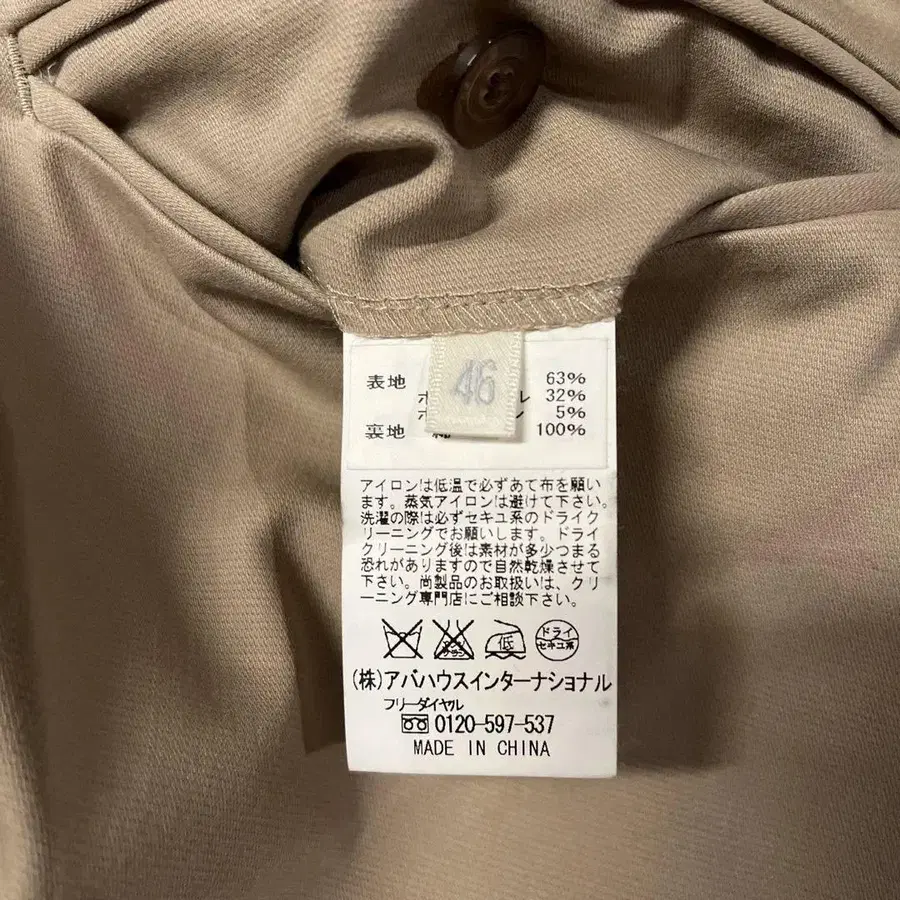 46
表地 63%
32%
5%
裏地 綿 100%
アイロンは低温で必ずあて布を願い
ます。蒸気アイロンは避けて下さい。
洗濯の際は必ずセキユ系のドライク
リーニングでお願いします。ドライ
クリーニング後は素材が多少つまる
恐れがありますので自然乾燥させて
下さい。尚製品のお取扱いは、クリ
ーニング専門店にご相談下さい。
低 ドライ
セキユ系
(株)アバハウスインターナショナル
フリーダイヤル
0120-597-537
MADE IN CHINA